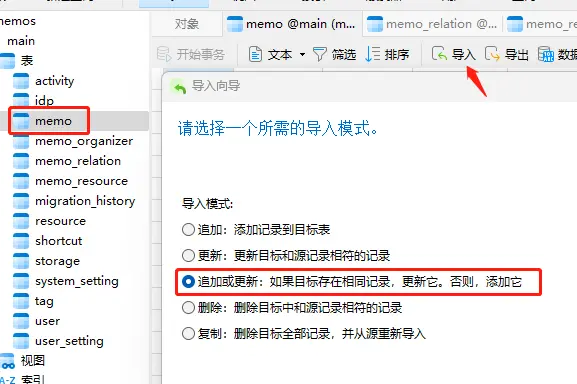 memos
main
表
activity
idp
memo
memo_organizer
memo_relation
memo_resource
migration_history
resource
shortcut
storage
system_setting
tag
user
user_setting
视图
索引
对象
memo @main (m...
memo_relation @...
memo_re
开始事务
文本
筛选
排序
导入
导出
数据
导入向导
请选择一个所需的导入模式。
导入模式:
追加：添加记录到目标表
更新：更新目标和源记录相符的记录
追加或更新：如果目标存在相同记录，更新它。否则，添加它
删除：删除目标中和源记录相符的记录
复制：删除目标全部记录，并从源重新导入